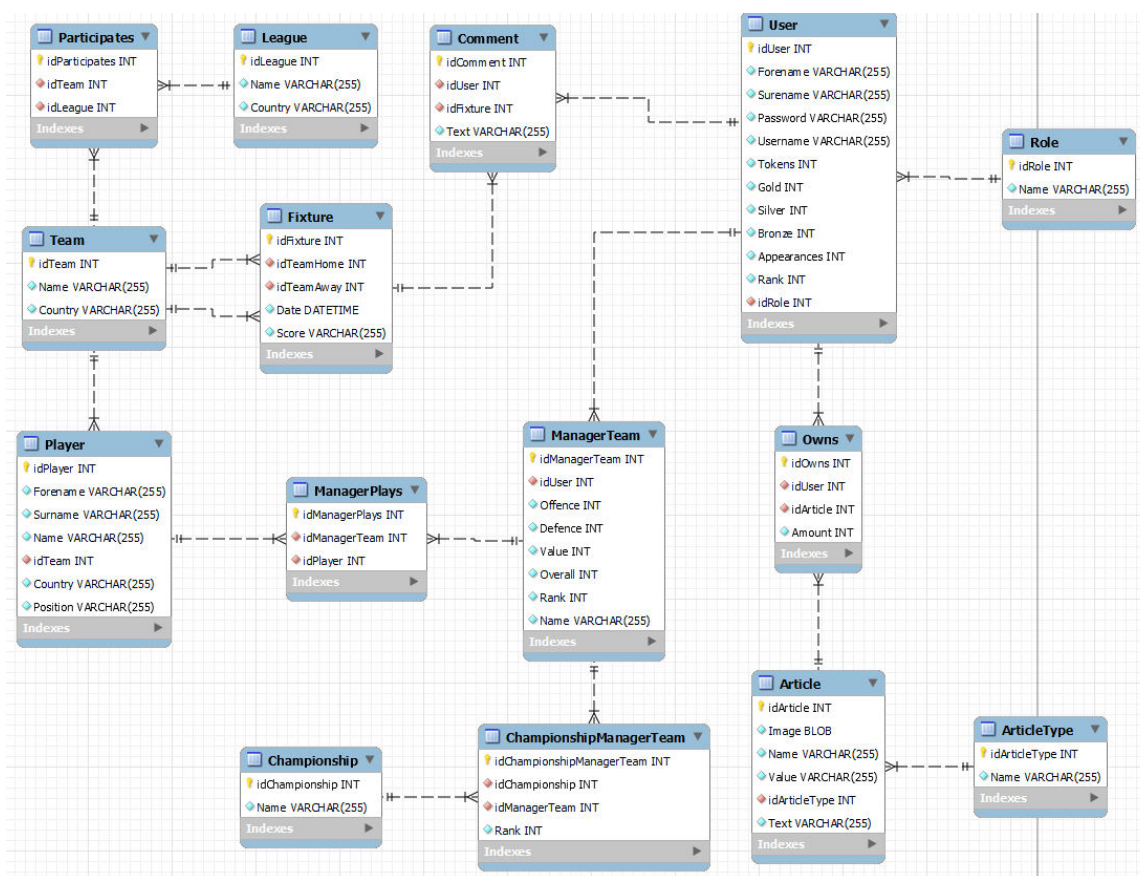 Participates
idParticipates INT
idTeam INT
idLeague INT
Indexes
League
idLeague INT
Name VARCHAR(255)
Country VARCHAR(255)
Indexes
Comment
idComment INT
idUser INT
idFixture INT
Text VARCHAR(255)
Indexes
User
idUser INT
Forename VARCHAR(255)
Surename VARCHAR(255)
Password VARCHAR(255)
Username VARCHAR(255)
Tokens INT
Gold INT
Silver INT
Bronze INT
Appearances INT
Rank INT
idRole INT
Indexes
Role
idRole INT
Name VARCHAR(255)
Indexes
Team
idTeam INT
Name VARCHAR(255)
Country VARCHAR(255)
Indexes
Fixture
idFixture INT
idTeamHome INT
idTeamAway INT
Date DATETIME
Score VARCHAR(255)
Indexes
Player
idPlayer INT
Forename VARCHAR(255)
Surname VARCHAR(255)
Name VARCHAR(255)
idTeam INT
Country VARCHAR(255)
Position VARCHAR(255)
Indexes
ManagerPlays
idManagerPlays INT
idManagerTeam INT
idPlayer INT
Indexes
ManagerTeam
idManagerTeam INT
idUser INT
Offence INT
Defence INT
Value INT
Overall INT
Rank INT
Name VARCHAR(255)
Indexes
Owns
idOwns INT
idUser INT
idArticle INT
Amount INT
Indexes
Championship
idChampionship INT
Name VARCHAR(255)
Indexes
ChampionshipManagerTeam
idChampionshipManagerTeam INT
idChampionship INT
idManagerTeam INT
Rank INT
Indexes
Article
idArticle INT
Image BLOB
Name VARCHAR(255)
Value VARCHAR(255)
idArticleType INT
Text VARCHAR(255)
Indexes
ArticleType
idArticleType INT
Name VARCHAR(255)
Indexes